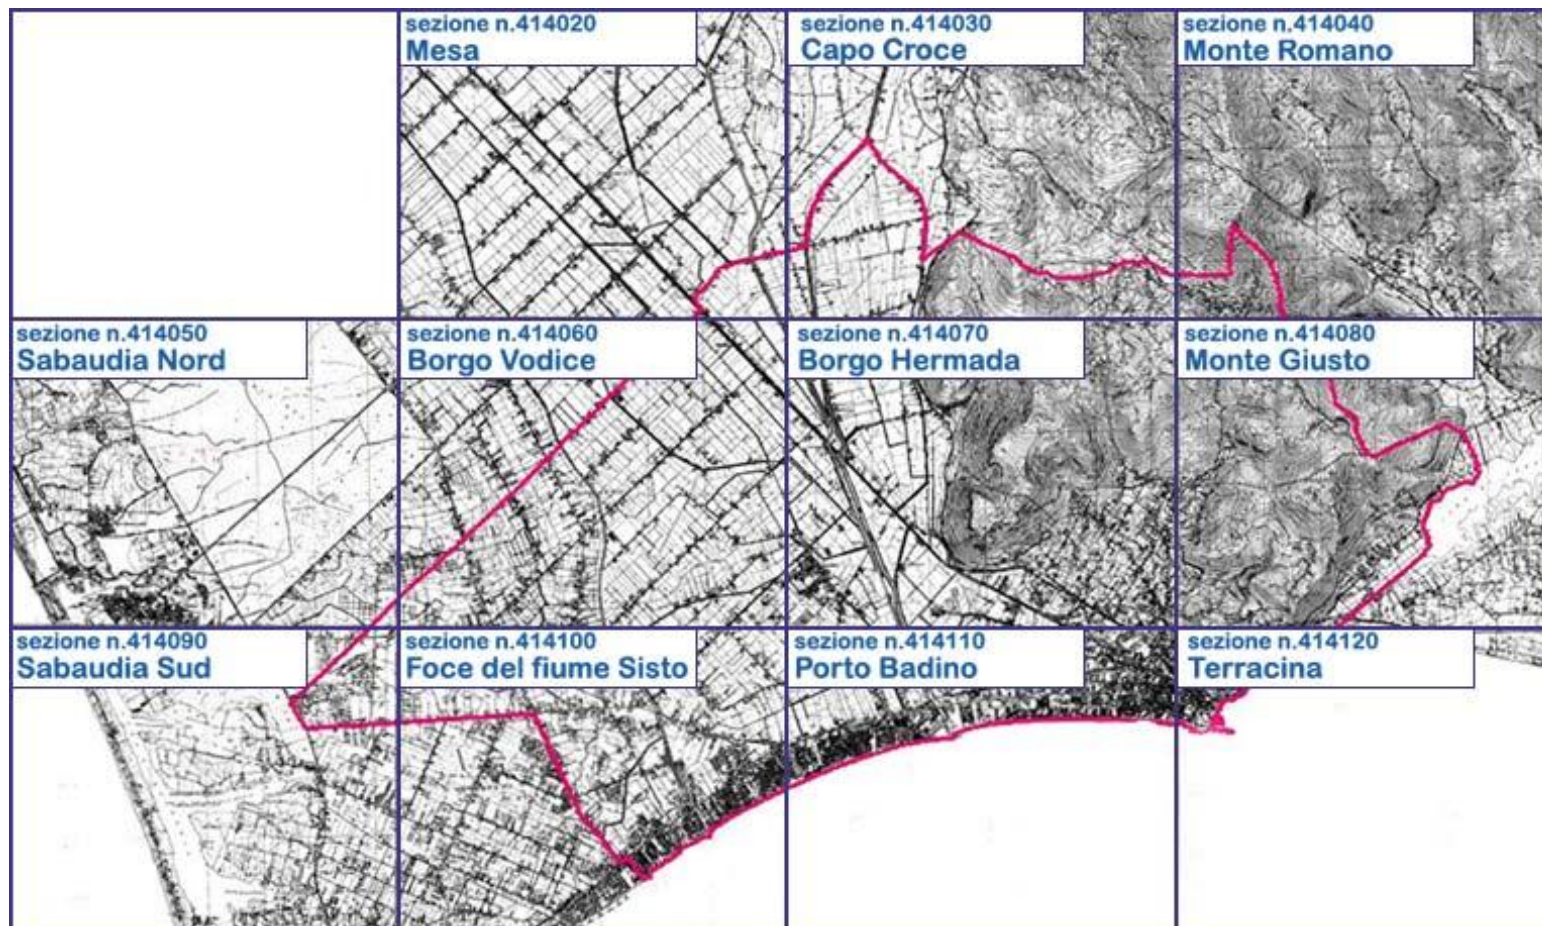 sezione n.414020
Mesa
sezione n.414030
Capo Croce
sezione n.414040
Monte Romano
sezione n.414050
Sabaudia Nord
sezione n.414060
Borgo Vodice
sezione n.414070
Borgo Hermada
sezione n.414080
Monte Giusto
sezione n.414090
Sabaudia Sud
sezione n.414100
Foce del fiume Sisto
sezione n.414110
Porto Badino
sezione n.414120
Terracina